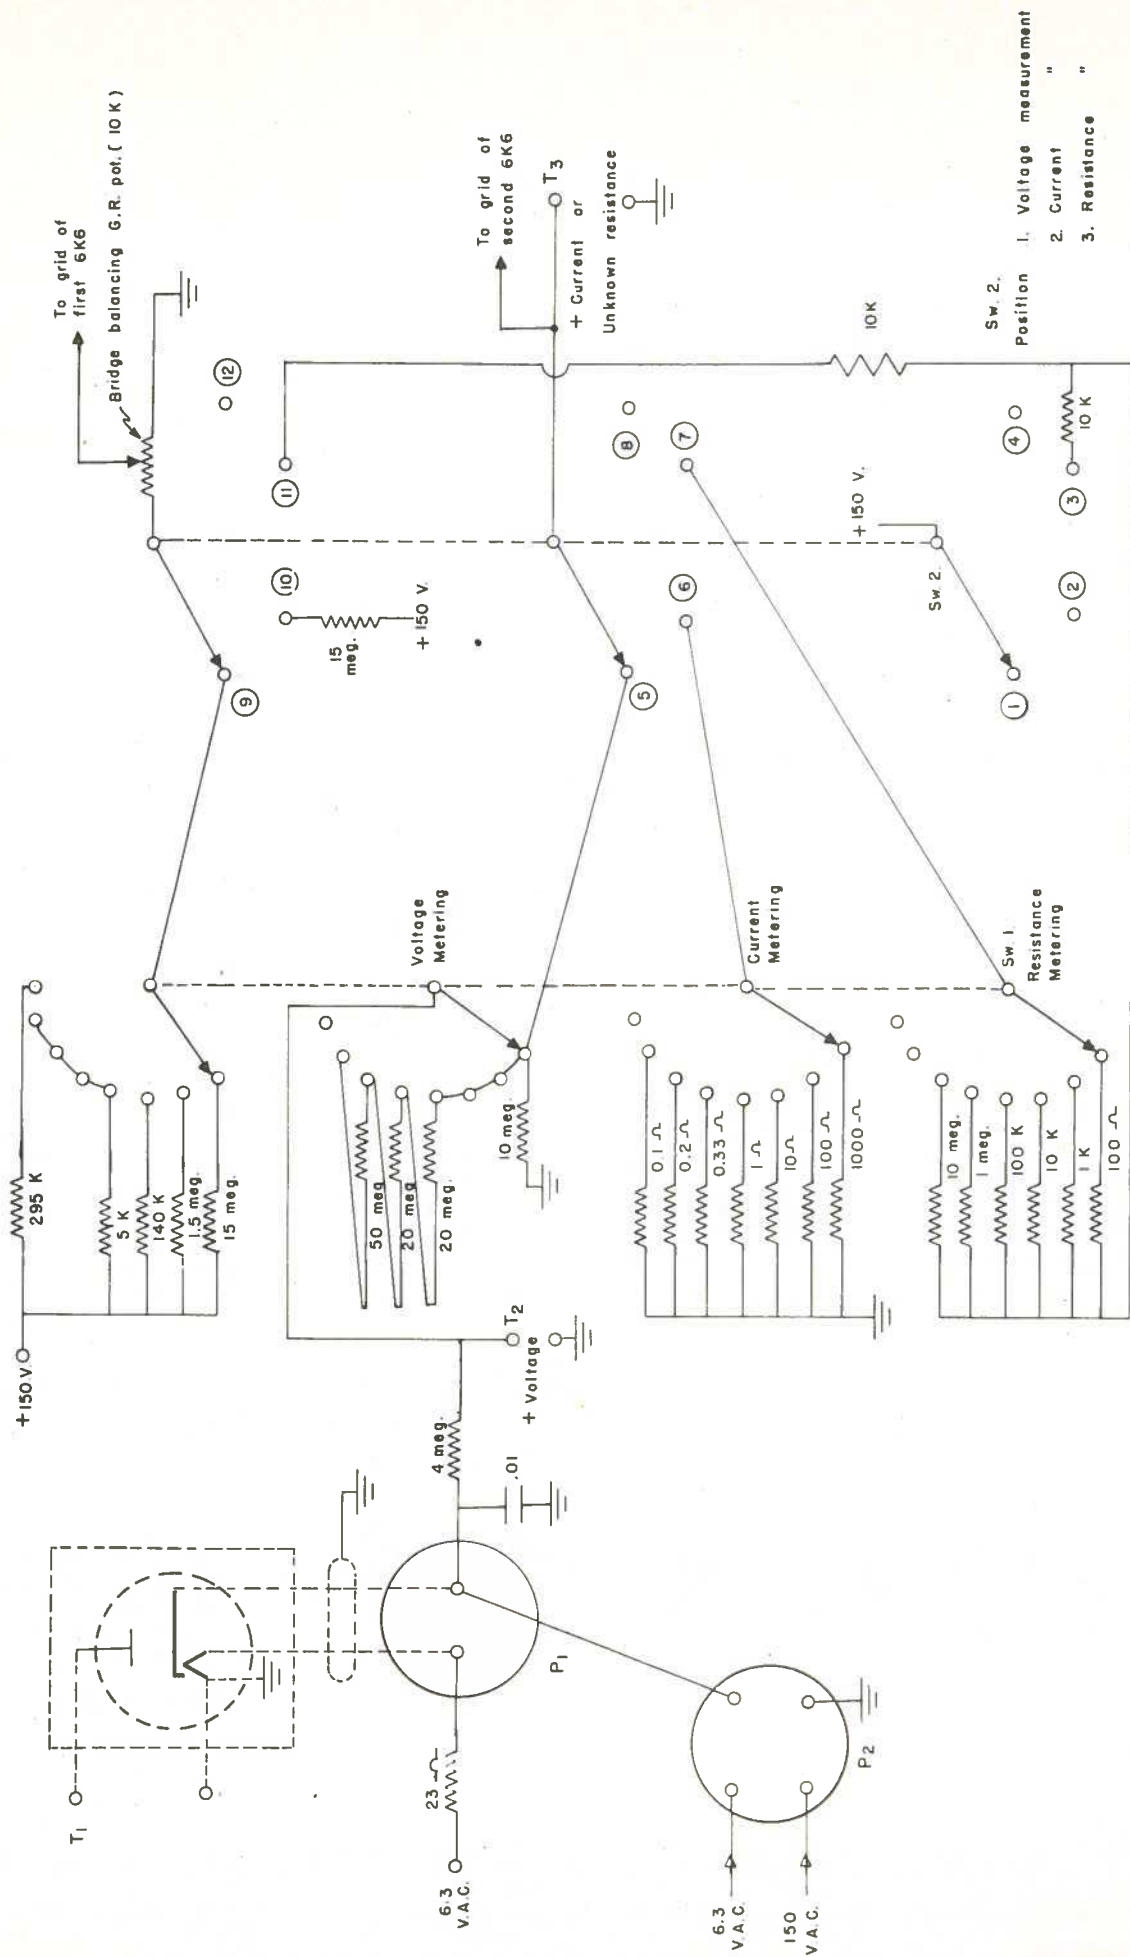 To grid of
first 6K6
Bridge balancing G.R. pot. ( 10 K )
12
11
10
15
meg.
+ 150 V.
9
+150 V.
295 K
5 K
140 K
1.5 meg.
15 meg.
To grid of
second 6K6
T3
+ Current or
Unknown resistance
8
7
6
5
10K
Voltage
Metering
50 meg.
20 meg.
20 meg.
10 meg.
T2
+ Voltage
4 meg.
.01
Current
Metering
0.1 Ω
0.2 Ω
0.33 Ω
1 Ω
10 Ω
100 Ω
1000 Ω
Sw. 1.
Resistance
Metering
10 meg.
1 meg.
100 K
10 K
1 K
100 Ω
+150 V.
Sw. 2.
1
2
3
4
10 K
Sw. 2.
Position 1. Voltage measurement
2. Current "
3. Resistance "
T1
23 Ω
6.3
V.A.C.
P1
P2
6.3
V.A.C.
150
V.A.C.